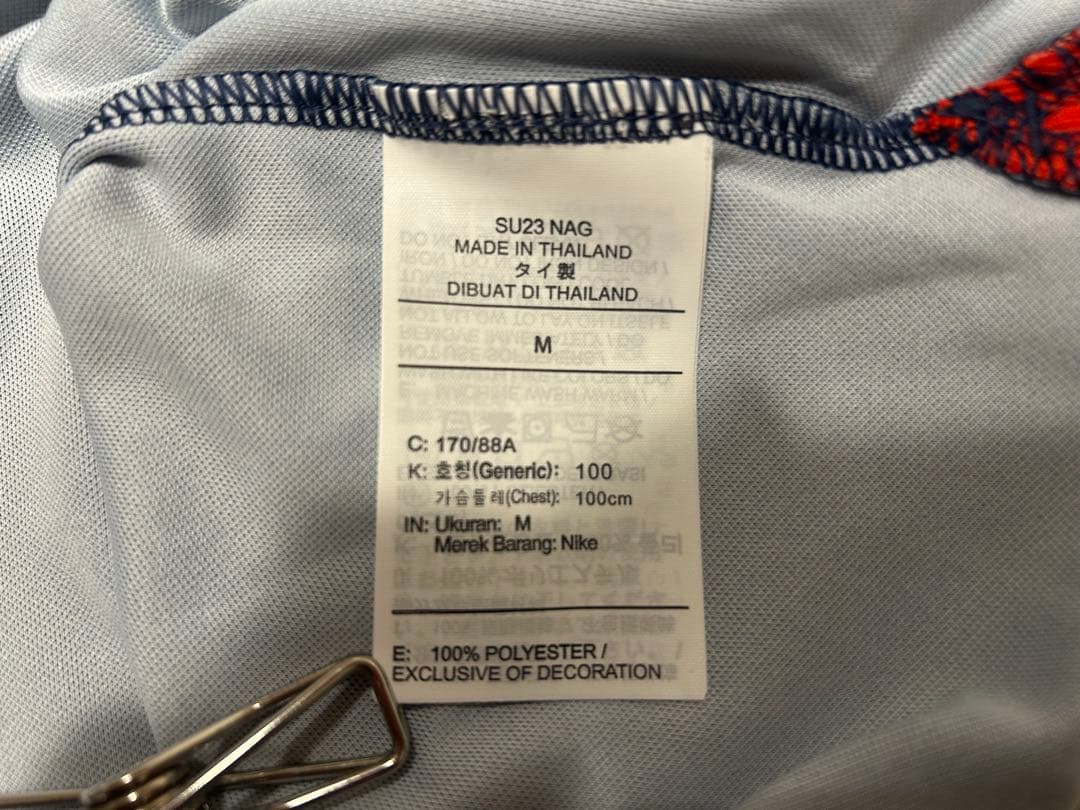 SU23 NAG
MADE IN THAILAND
タイ製
DIBUAT DI THAILAND
M
C: 170/88A
K: 호칭(Generic): 100
가슴둘레(Chest): 100cm
IN: Ukuran: M
Merek Barang: Nike
E: 100% POLYESTER /
EXCLUSIVE OF DECORATION